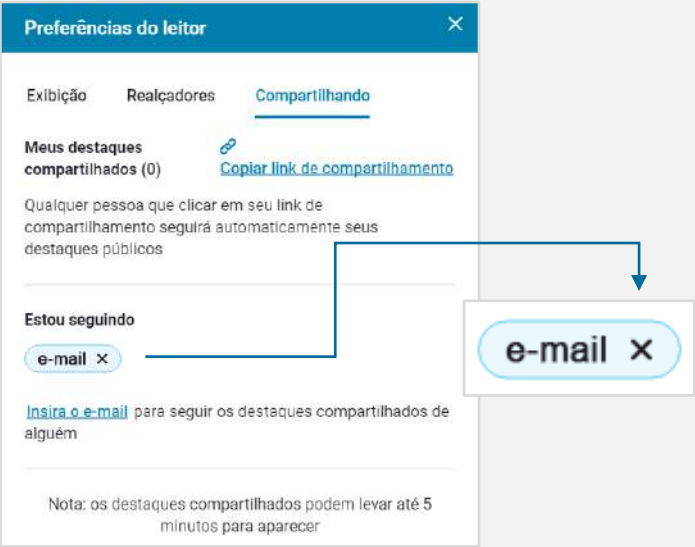 Preferências do leitor ×
Exibição Realçadores Compartilhando
Meus destaques
compartilhados (0)
Copiar link de compartilhamento
Qualquer pessoa que clicar em seu link de
compartilhamento seguirá automaticamente seus
destaques públicos
Estou seguindo
e-mail ×
e-mail ×
Insira o e-mail para seguir os destaques compartilhados de
alguém
Nota: os destaques compartilhados podem levar até 5
minutos para aparecer